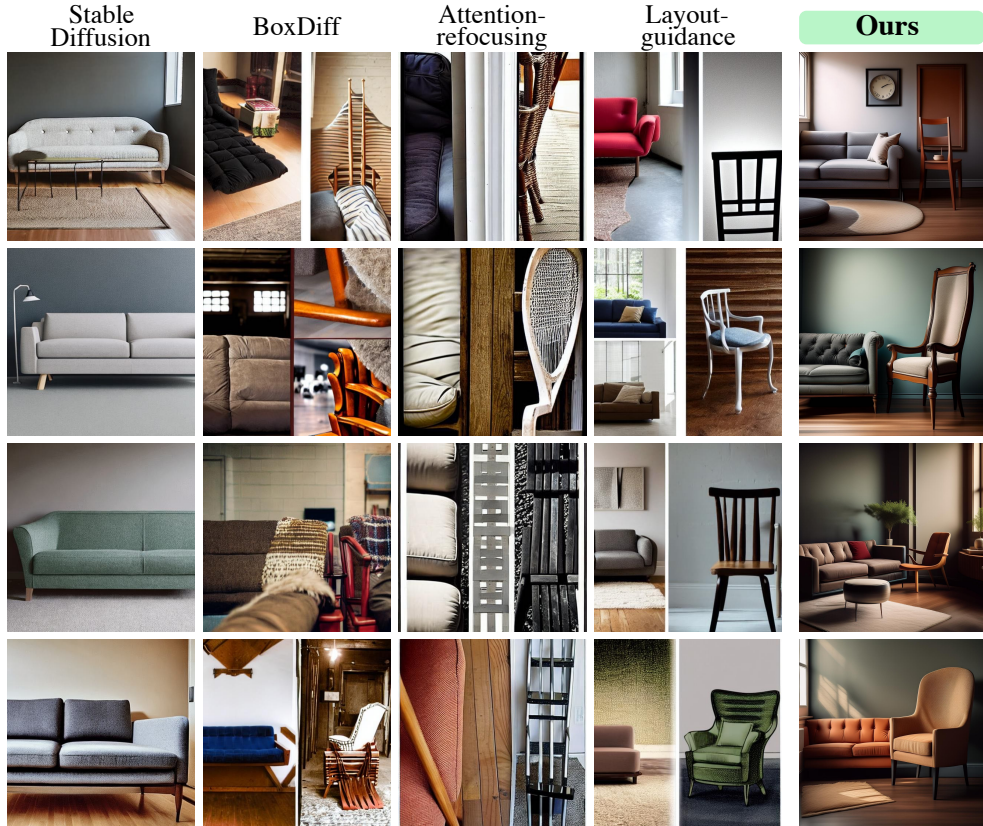 Stable
Diffusion
BoxDiff
Attention-
refocusing
Layout-
guidance
Ours